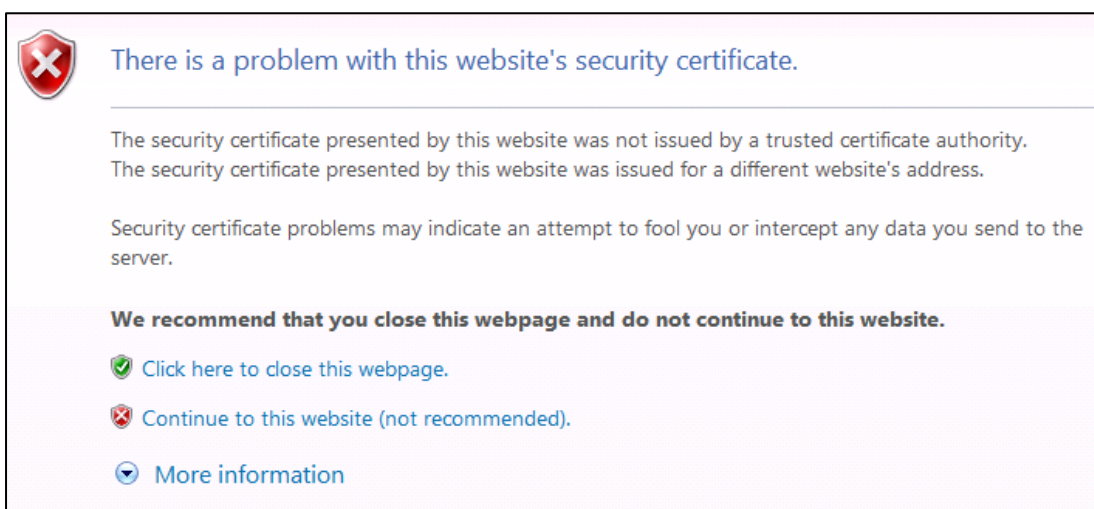 There is a problem with this website's security certificate.
The security certificate presented by this website was not issued by a trusted certificate authority.
The security certificate presented by this website was issued for a different website's address.
Security certificate problems may indicate an attempt to fool you or intercept any data you send to the
server.
We recommend that you close this webpage and do not continue to this website.
Click here to close this webpage.
Continue to this website (not recommended).
More information